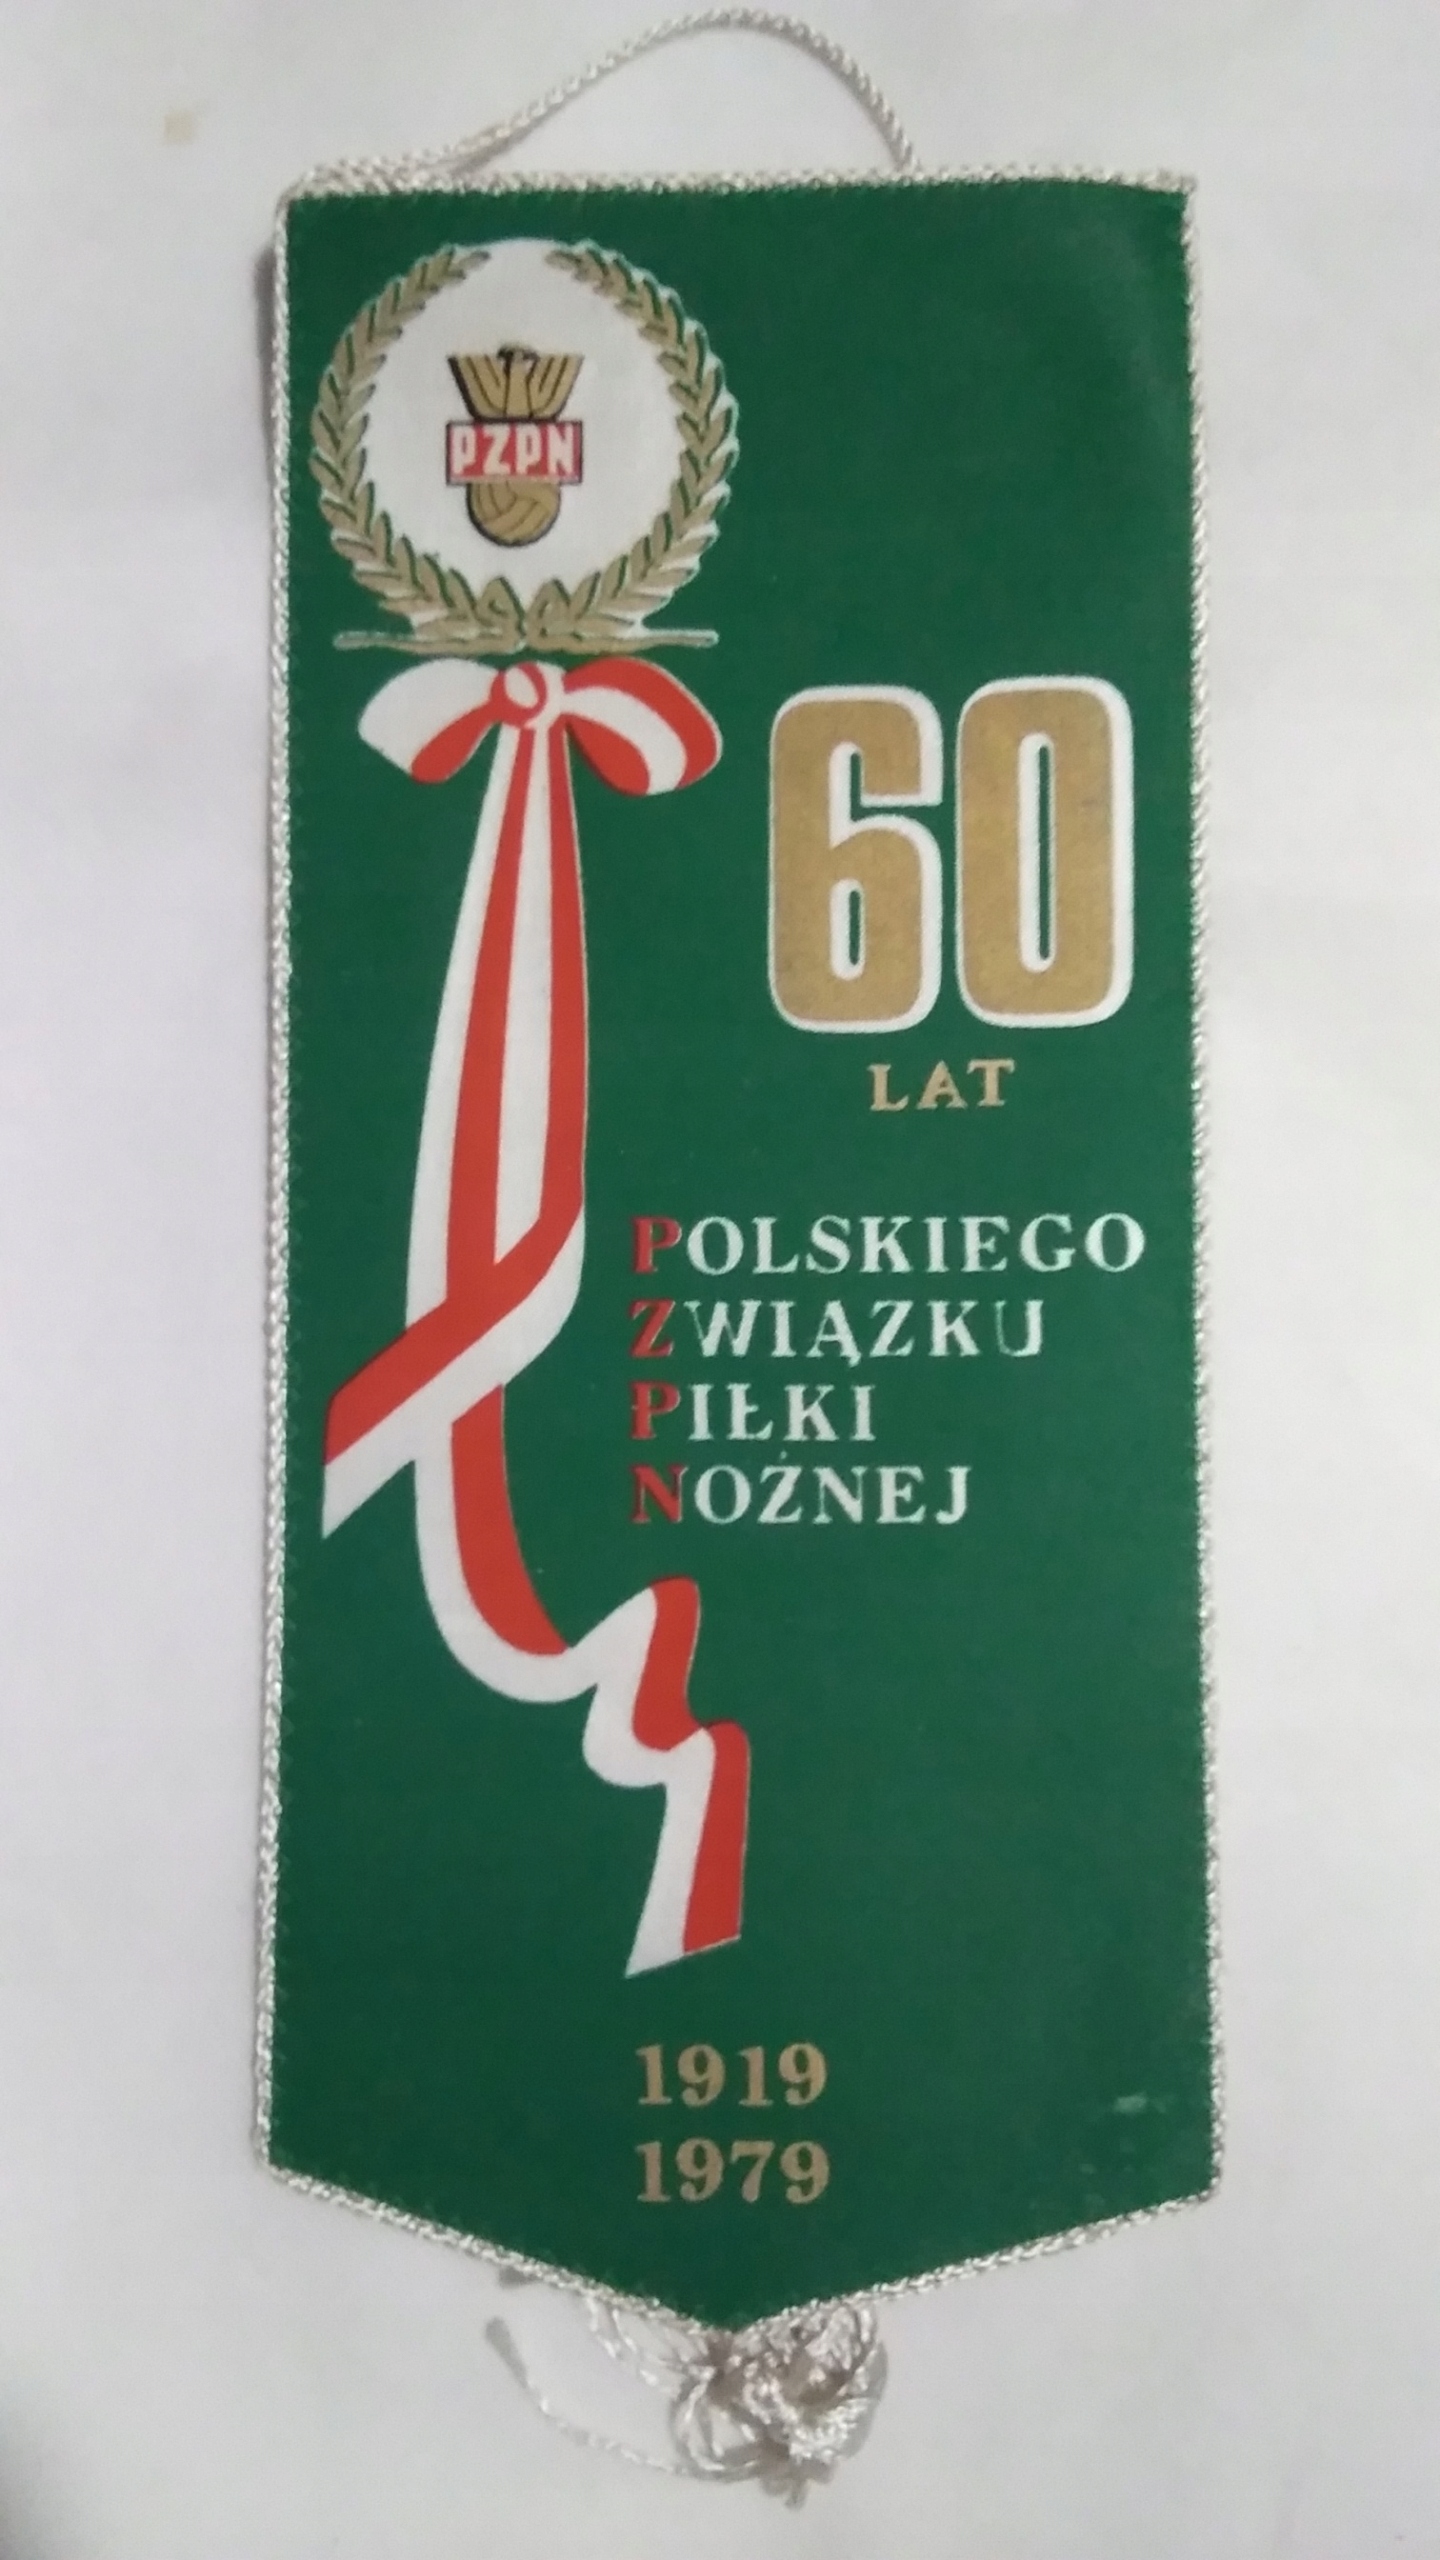 PZPN
60
LAT
POLSKIEGO
ZWIĄZKU
PIŁKI
NOŻNEJ
1919
1979